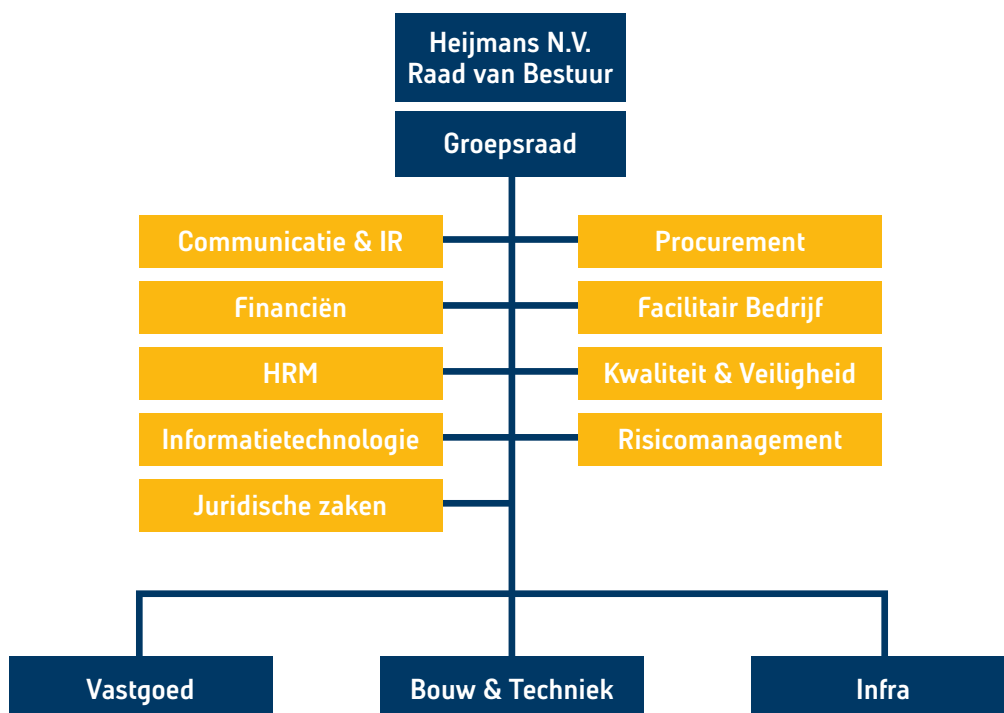 Heijmans N.V.
Raad van Bestuur
Groepsraad
Communicatie & IR
Procurement
Financiën
Facilitair Bedrijf
HRM
Kwaliteit & Veiligheid
Informatietechnologie
Risicomanagement
Juridische zaken
Vastgoed
Bouw & Techniek
Infra